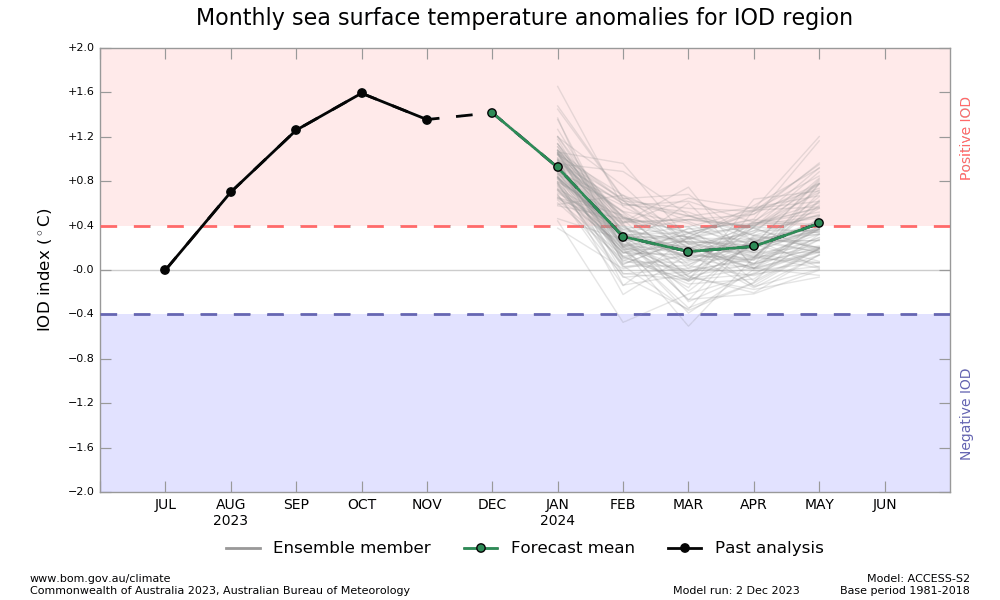 Monthly sea surface temperature anomalies for IOD region
+2.0
+1.6
+1.2
+0.8
+0.4
-0.0
−0.4
−0.8
−1.2
−1.6
−2.0
IOD index (°C)
Positive IOD
Negative IOD
JUL AUG SEP OCT NOV DEC JAN FEB MAR APR MAY JUN
2023 2024
Ensemble member Forecast mean Past analysis
www.bom.gov.au/climate Model: ACCESS-S2
Commonwealth of Australia 2023, Australian Bureau of Meteorology Model run: 2 Dec 2023 Base period 1981-2018